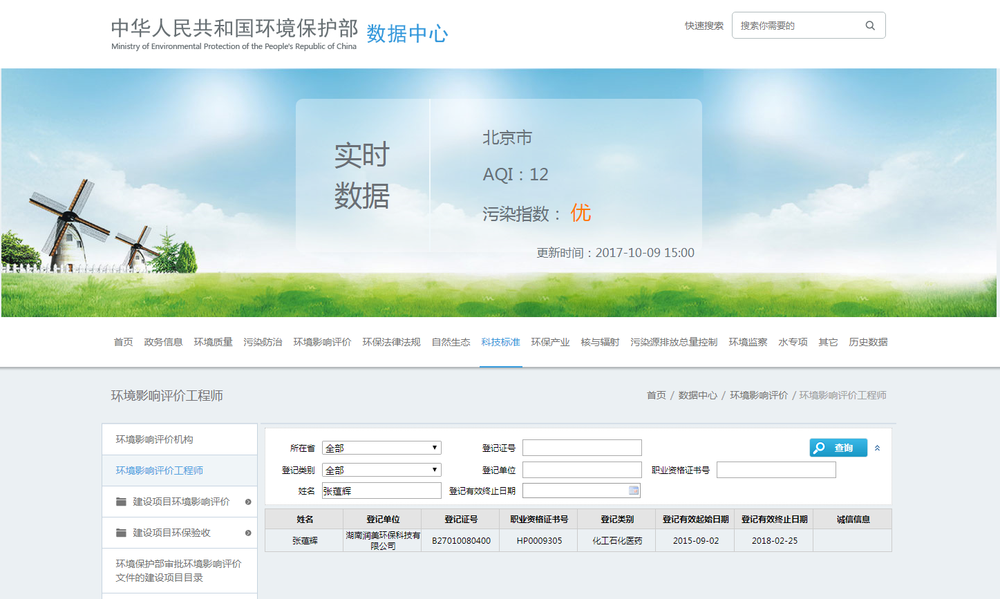 中华人民共和国环境保护部 数据中心
Ministry of Environmental Protection of the People's Republic of China
快速搜索 搜索你需要的
实时
数据
北京市
AQI：12
污染指数： 优
更新时间：2017-10-09 15:00
首页 政务信息 环境质量 污染防治 环境影响评价 环保法律法规 自然生态 科技标准 环保产业 核与辐射 污染源排放总量控制 环境监察 水专项 其它 历史数据
环境影响评价工程师
首页 / 数据中心 / 环境影响评价 / 环境影响评价工程师
环境影响评价机构
环境影响评价工程师
建设项目环境影响评价
建设项目环保验收
环境保护部审批环境影响评价
文件的建设项目目录
所在省 全部 登记证号 查询
登记类别 全部 登记单位 职业资格证书号
姓名 张蕴辉 登记有效终止日期
姓名 登记单位 登记证号 职业资格证书号 登记类别 登记有效起始日期 登记有效终止日期 诚信信息
张蕴辉 湖南润美环保科技有限公司 B27010080400 HP0009305 化工石化医药 2015-09-02 2018-02-25